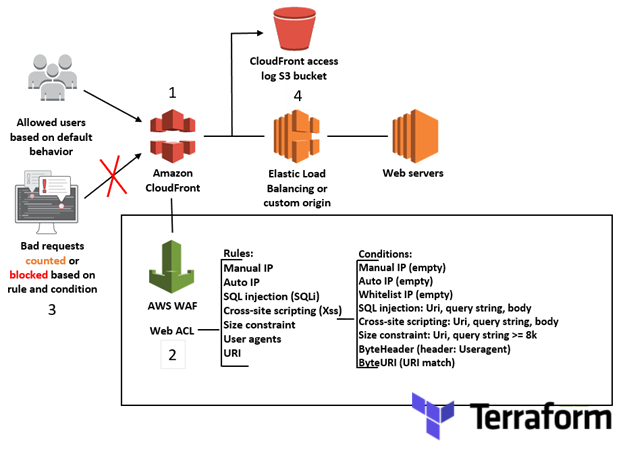 CloudFront access
log S3 bucket
1
4
Allowed users
based on default
behavior
Amazon
CloudFront
Elastic Load
Balancing or
custom origin
Web servers
Bad requests
counted or
blocked based on
rule and condition
3
AWS WAF
Web ACL
2
Rules:
Manual IP
Auto IP
SQL injection (SQLi)
Cross-site scripting (Xss)
Size constraint
User agents
URI
Conditions:
Manual IP (empty)
Auto IP (empty)
Whitelist IP (empty)
SQL injection: Uri, query string, body
Cross-site scripting: Uri, query string, body
Size constraint: Uri, query string >= 8k
ByteHeader (header: Useragent)
ByteURI (URI match)
Terraform